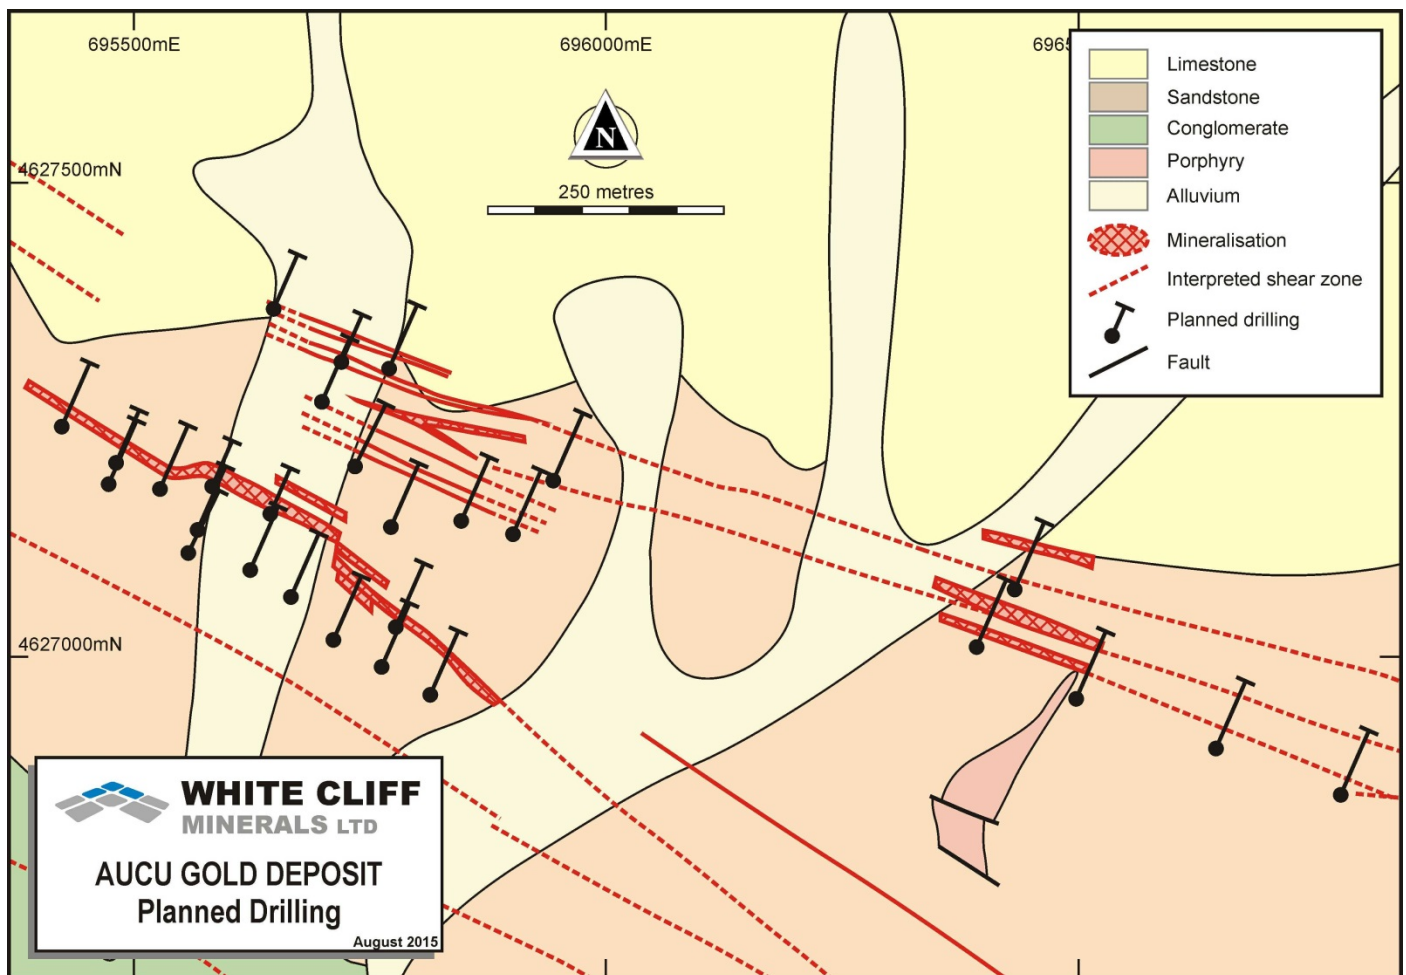 695500mE
696000mE
6965
4627500mN
N
250 metres
Limestone
Sandstone
Conglomerate
Porphyry
Alluvium
Mineralisation
Interpreted shear zone
Planned drilling
Fault
4627000mN
WHITE CLIFF
MINERALS LTD
AUCU GOLD DEPOSIT
Planned Drilling
August 2015